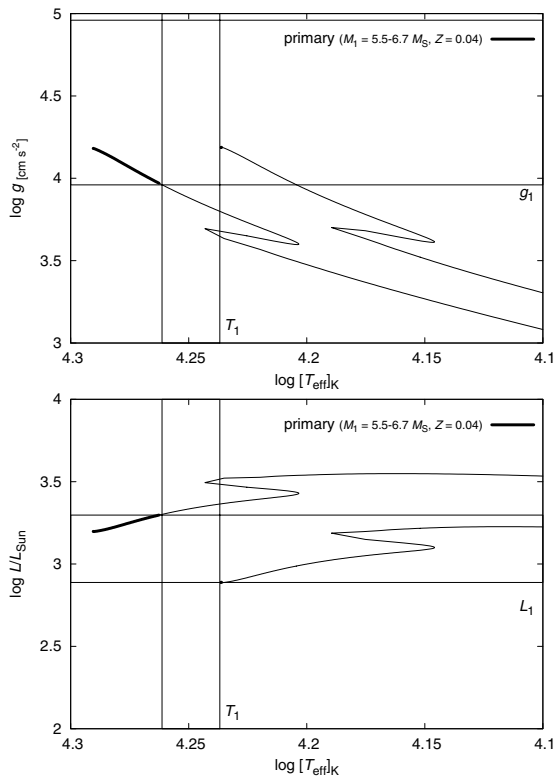 5
4.5
4
3.5
3
4.3
4.25
4.2
4.15
4.1
log g [cm s-2]
log [Teff]K
primary (M1 = 5.5-6.7 MS, Z = 0.04)
g1
T1
4
3.5
3
2.5
2
4.3
4.25
4.2
4.15
4.1
log L/LSun
log [Teff]K
primary (M1 = 5.5-6.7 MS, Z = 0.04)
L1
T1